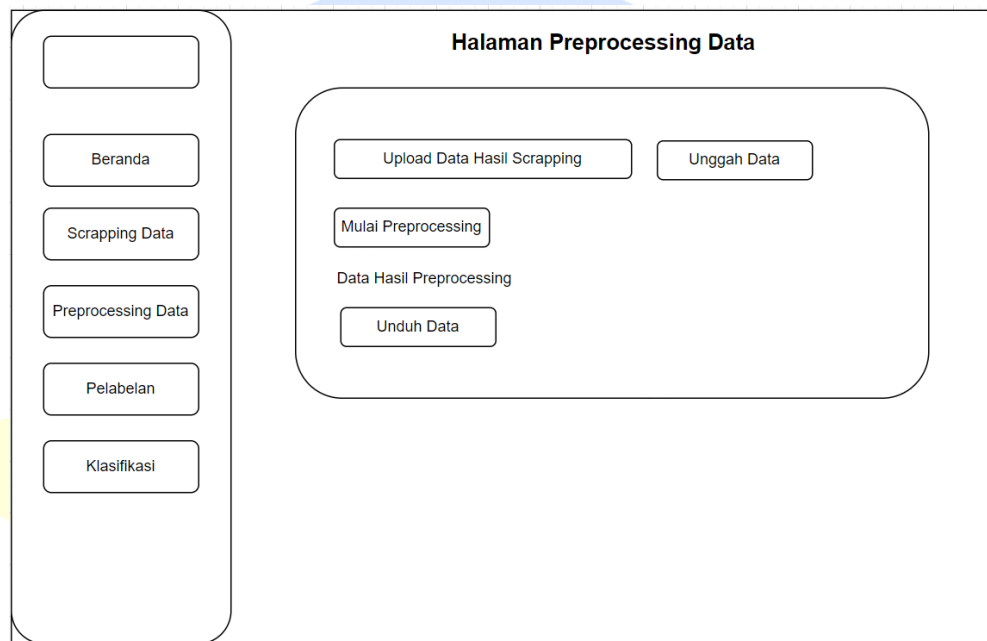 Halaman Preprocessing Data
Beranda
Scrapping Data
Preprocessing Data
Pelabelan
Klasifikasi
Upload Data Hasil Scrapping
Unggah Data
Mulai Preprocessing
Data Hasil Preprocessing
Unduh Data